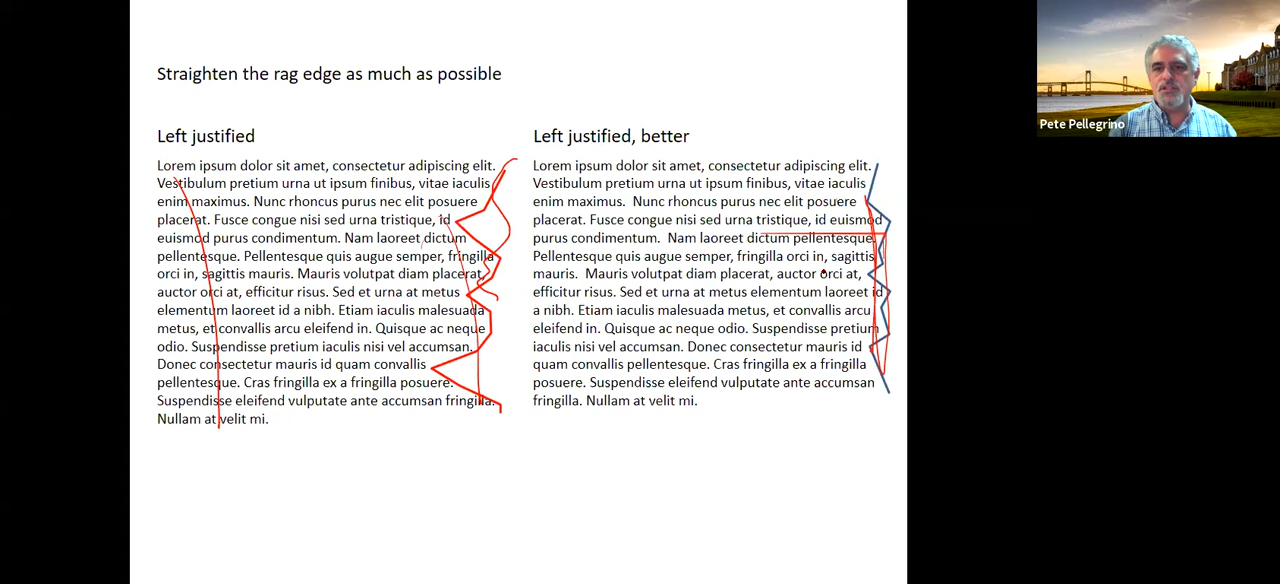 Straighten the rag edge as much as possible
Left justified
Lorem ipsum dolor sit amet, consectetur adipiscing elit.
Vestibulum pretium urna ut ipsum finibus, vitae iaculis
enim maximus. Nunc rhoncus purus nec elit posuere
placerat. Fusce congue nisi sed urna tristique, id
euismod purus condimentum. Nam laoreet dictum
pellentesque. Pellentesque quis augue semper, fringilla
orci in, sagittis mauris. Mauris volutpat diam placerat,
auctor orci at, efficitur risus. Sed et urna at metus
elementum laoreet id a nibh. Etiam iaculis malesuada
metus, et convallis arcu eleifend in. Quisque ac neque
odio. Suspendisse pretium iaculis nisi vel accumsan.
Donec consectetur mauris id quam convallis
pellentesque. Cras fringilla ex a fringilla posuere.
Suspendisse eleifend vulputate ante accumsan fringilla.
Nullam at velit mi.
Left justified, better
Lorem ipsum dolor sit amet, consectetur adipiscing elit.
Vestibulum pretium urna ut ipsum finibus, vitae iaculis
enim maximus.  Nunc rhoncus purus nec elit posuere
placerat. Fusce congue nisi sed urna tristique, id euismod
purus condimentum.  Nam laoreet dictum pellentesque.
Pellentesque quis augue semper, fringilla orci in, sagittis
mauris.  Mauris volutpat diam placerat, auctor orci at,
efficitur risus. Sed et urna at metus elementum laoreet id
a nibh. Etiam iaculis malesuada metus, et convallis arcu
eleifend in. Quisque ac neque odio. Suspendisse pretium
iaculis nisi vel accumsan. Donec consectetur mauris id
quam convallis pellentesque. Cras fringilla ex a fringilla
posuere. Suspendisse eleifend vulputate ante accumsan
fringilla. Nullam at velit mi.
Pete Pellegrino